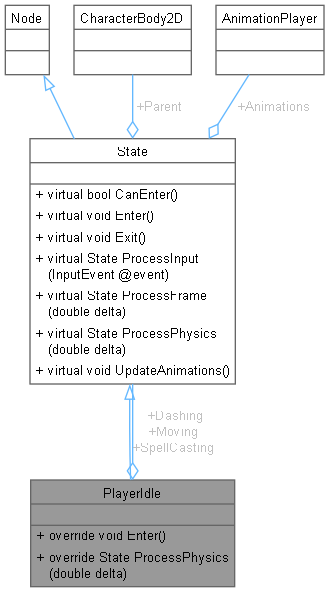 Node
CharacterBody2D
AnimationPlayer
+Parent
+Animations
State
+ virtual bool CanEnter()
+ virtual void Enter()
+ virtual void Exit()
+ virtual State ProcessInput
(InputEvent @event)
+ virtual State ProcessFrame
(double delta)
+ virtual State ProcessPhysics
(double delta)
+ virtual void UpdateAnimations()
+Dashing
+Moving
+SpellCasting
PlayerIdle
+ override void Enter()
+ override State ProcessPhysics
(double delta)